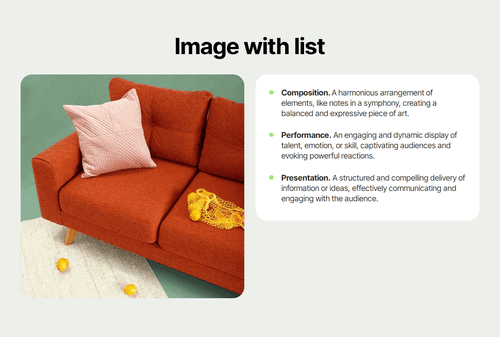 Image with list
Composition. A harmonious arrangement of
elements, like notes in a symphony, creating a
balanced and expressive piece of art.
Performance. An engaging and dynamic display of
talent, emotion, or skill, captivating audiences and
evoking powerful reactions.
Presentation. A structured and compelling delivery of
information or ideas, effectively communicating and
engaging with the audience.